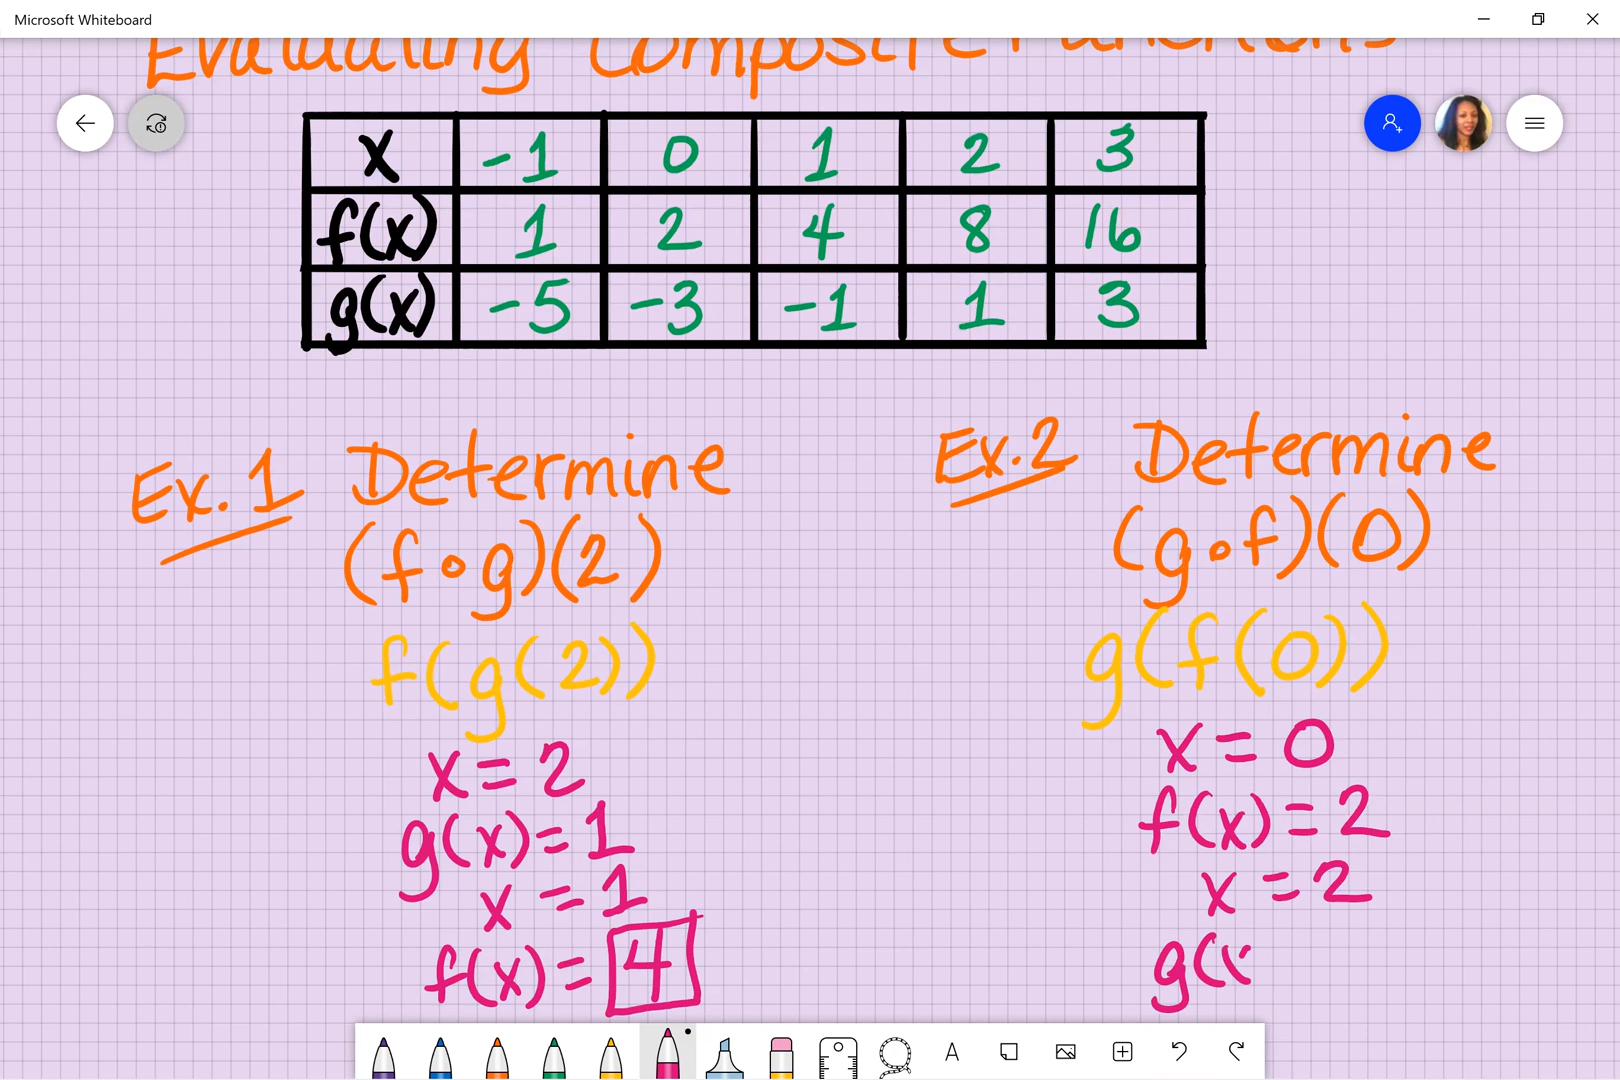 Microsoft Whiteboard
Evaluating Composite Functions
x -1 0 1 2 3
f(x) 1 2 4 8 16
g(x) -5 -3 -1 1 3
Ex. 1 Determine
(f∘g)(2)
f(g(2))
x = 2
g(x) = 1
x = 1
f(x) = 4
Ex. 2 Determine
(g∘f)(0)
g(f(0))
x = 0
f(x) = 2
x = 2
g((
A